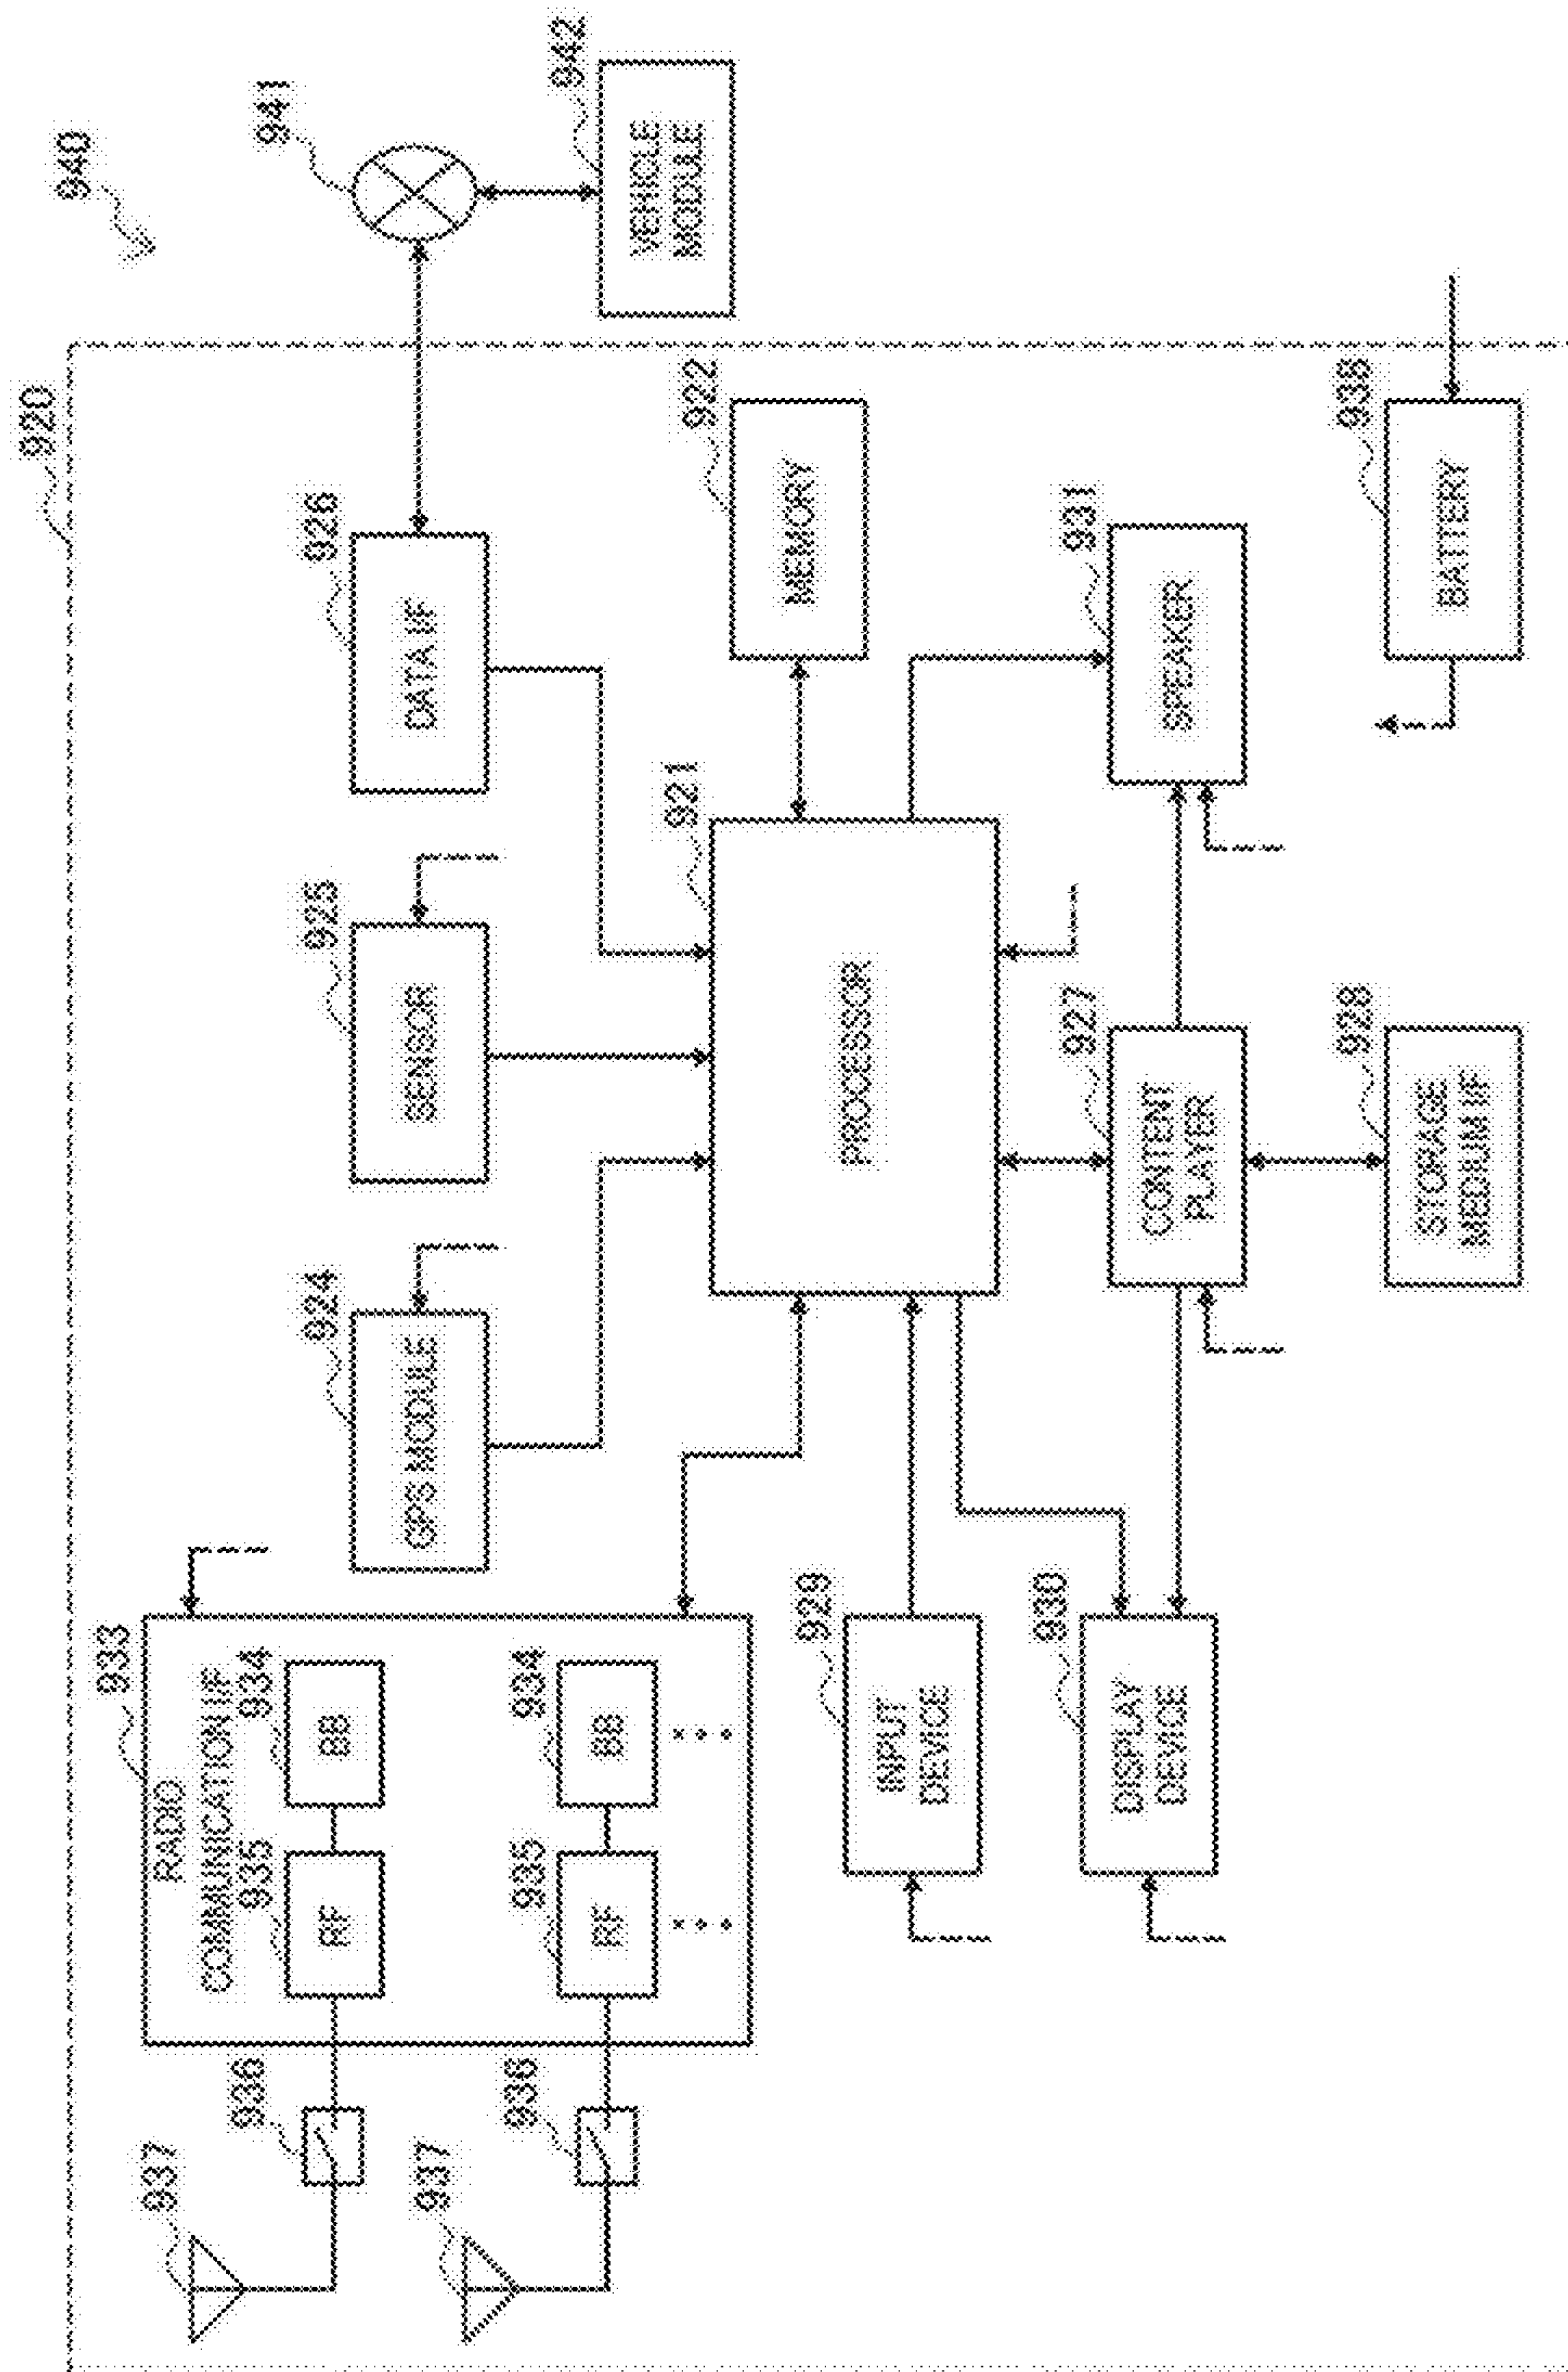 940
920
941
942
VEHICLE
MODULE
933
RADIO
COMMUNICATION I/F
937
936
935
RF
934
BB
937
936
935
RF
934
BB
924
GPS MODULE
925
SENSOR
926
DATA I/F
921
PROCESSOR
922
MEMORY
929
INPUT
DEVICE
930
DISPLAY
DEVICE
927
CONTENT
PLAYER
931
SPEAKER
928
STORAGE
MEDIUM I/F
938
BATTERY